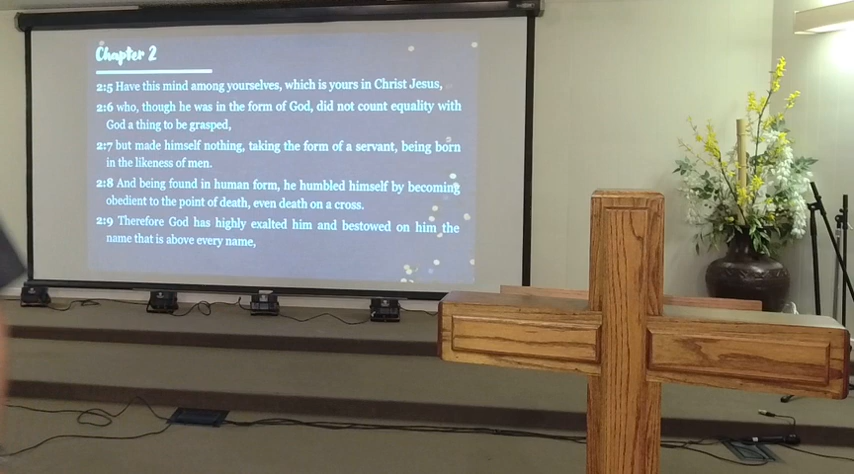 Chapter 2
2:5 Have this mind among yourselves, which is yours in Christ Jesus,
2:6 who, though he was in the form of God, did not count equality with
God a thing to be grasped,
2:7 but made himself nothing, taking the form of a servant, being born
in the likeness of men.
2:8 And being found in human form, he humbled himself by becoming
obedient to the point of death, even death on a cross.
2:9 Therefore God has highly exalted him and bestowed on him the
name that is above every name,